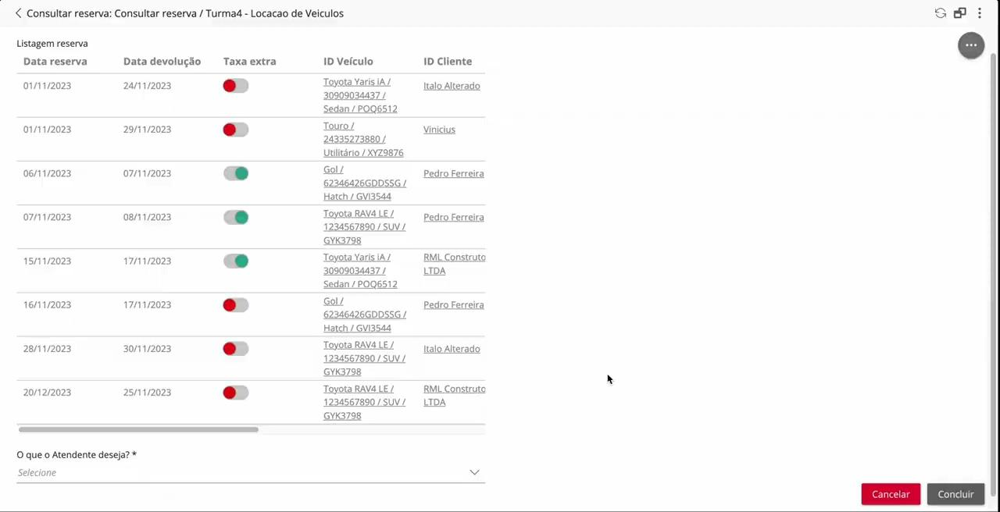 Consultar reserva: Consultar reserva / Turma4 - Locacao de Veiculos
Listagem reserva
Data reserva Data devolução Taxa extra ID Veículo ID Cliente
01/11/2023 24/11/2023 Toyota Yaris iA / Italo Alterado
30909034437 /
Sedan / POQ6512
01/11/2023 29/11/2023 Touro / Vinicius
24335273880 /
Utilitário / XYZ9876
06/11/2023 07/11/2023 Gol / Pedro Ferreira
62346426GDDSSG /
Hatch / GVI3544
07/11/2023 08/11/2023 Toyota RAV4 LE / Pedro Ferreira
1234567890 / SUV /
GYK3798
15/11/2023 17/11/2023 Toyota Yaris iA / RML Construto
30909034437 / LTDA
Sedan / POQ6512
16/11/2023 17/11/2023 Gol / Pedro Ferreira
62346426GDDSSG /
Hatch / GVI3544
28/11/2023 30/11/2023 Toyota RAV4 LE / Italo Alterado
1234567890 / SUV /
GYK3798
20/12/2023 25/11/2023 Toyota RAV4 LE / RML Construto
1234567890 / SUV / LTDA
GYK3798
O que o Atendente deseja? *
Selecione
Cancelar Concluir